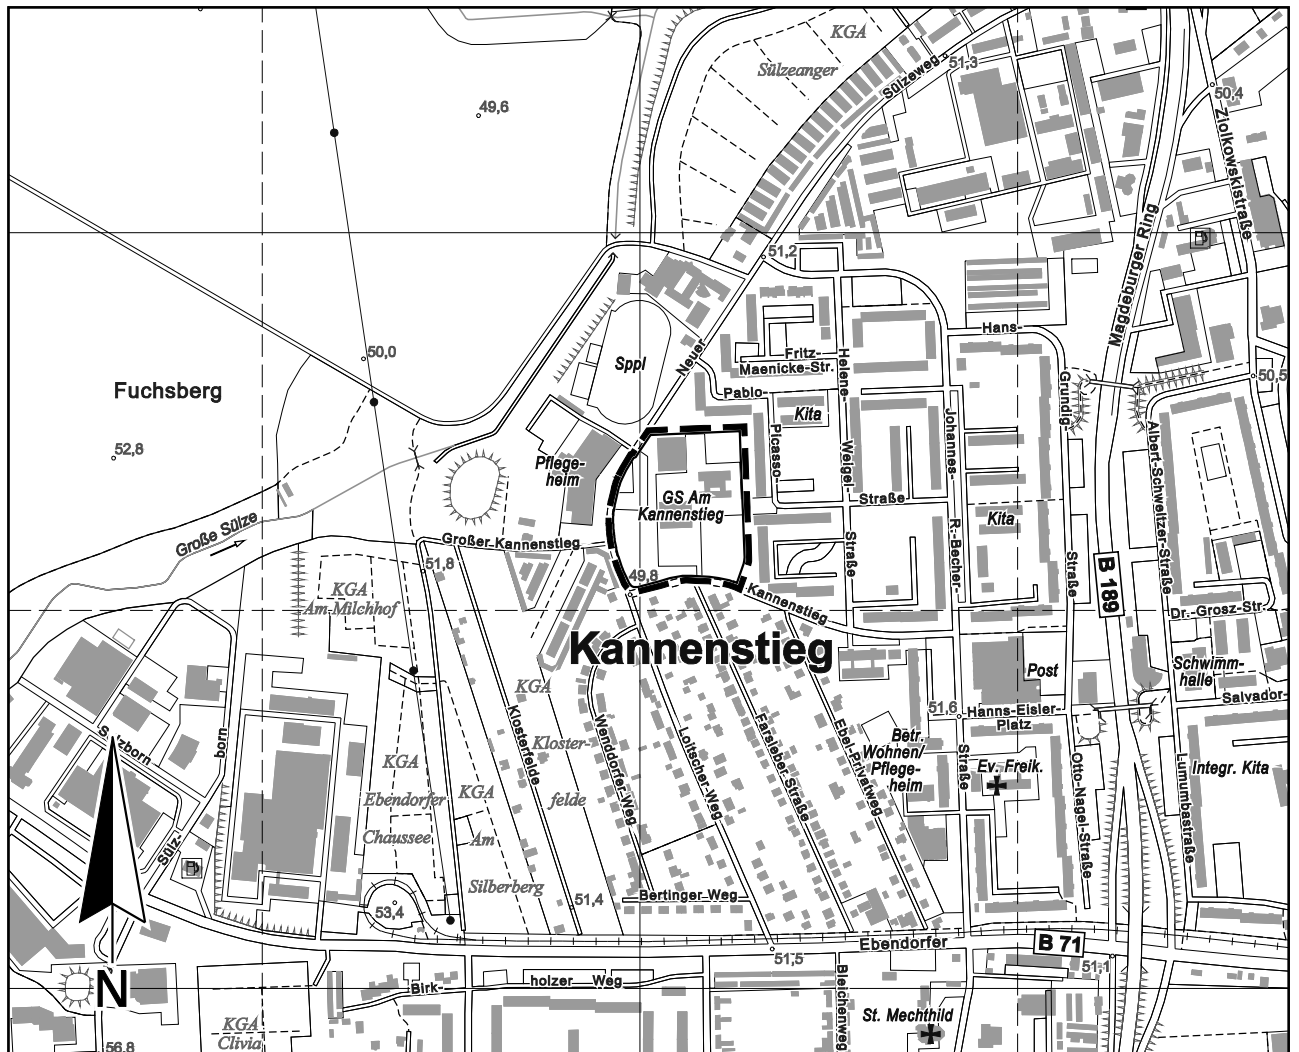 KGA
Sülzeanger
Sülzeweg
51,3
49,6
50,4
Ziolkowskistraße
Magdeburger Ring
51,2
50,0
Fuchsberg
52,8
Sppl
Neuer
Hans-
Grundig-
Straße
Fritz-
Maenicke-Str.
Helene-
Weigel-
Straße
Pablo-
Picasso-
Straße
Kita
Johannes-
R.-Becher-
Straße
50,5
Albert-Schweitzer-Straße
Pflege-
heim
GS Am
Kannenstieg
Kita
Große Sülze
Großer Kannenstieg
51,8
49,8
Kannenstieg
B 189
Dr.-Grosz-Str.
KGA
Am-Milchhof
Kannenstieg
Post
Schwimm-
halle
Salvador-
KGA
Kloster-
felde
Klosterfelde
Wenddorfer-Weg
Loitscher-Weg
Farsleber-Straße
Ebel-Privatweg
51,6
Hanns-Eisler-
Platz
Betr.
Wohnen/
Pflege-
heim
Ev. Freik.
Otto-Nagel-Straße
Lumumbastraße
Integr. Kita
Sülzborn
Sülz-
born
KGA
Ebendorfer
Chaussee
KGA
Am
Silberberg
53,4
51,4
Bertinger-Weg
Ebendorfer
B 71
51,5
51,1
N
Birk-
holzer Weg
Bleichenweg
St. Mechthild
KGA
Clivia
56,8